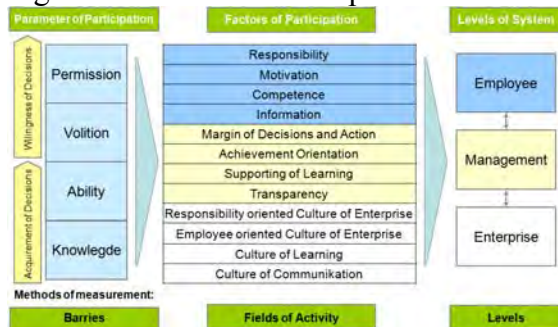 Parameter of Participation
Factors of Participation
Levels of System
Wilingness of Decisions
Acquirement of Decisions
Permission
Volition
Ability
Knowlegde
Responsibility
Motivation
Competence
Information
Margin of Decisions and Action
Achievement Orientation
Supporting of Learning
Transparency
Responsibility oriented Culture of Enterprise
Employee oriented Culture of Enterprise
Culture of Learning
Culture of Communikation
Employee
Management
Enterprise
Methods of measurement:
Barries
Fields of Activity
Levels